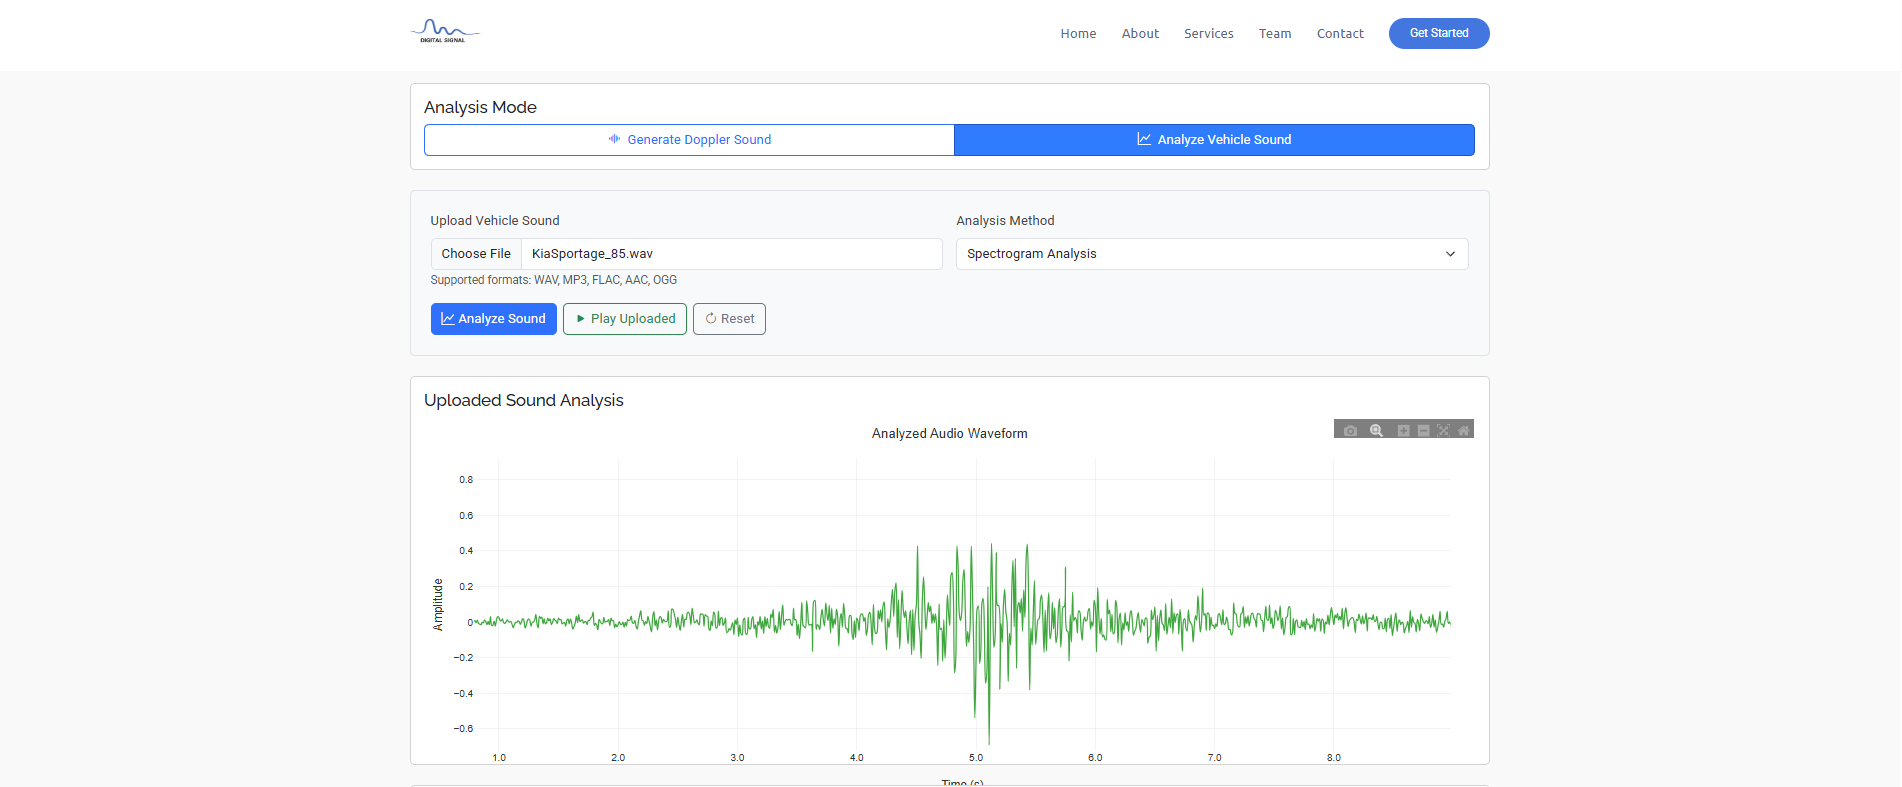 DIGITAL SIGNAL
Home About Services Team Contact Get Started
Analysis Mode
Generate Doppler Sound Analyze Vehicle Sound
Upload Vehicle Sound Analysis Method
Choose File KiaSportage_85.wav Spectrogram Analysis
Supported formats: WAV, MP3, FLAC, AAC, OGG
Analyze Sound Play Uploaded Reset
Uploaded Sound Analysis
Analyzed Audio Waveform
0.8
0.6
0.4
0.2
0
−0.2
−0.4
−0.6
Amplitude
1.0 2.0 3.0 4.0 5.0 6.0 7.0 8.0
Time (s)